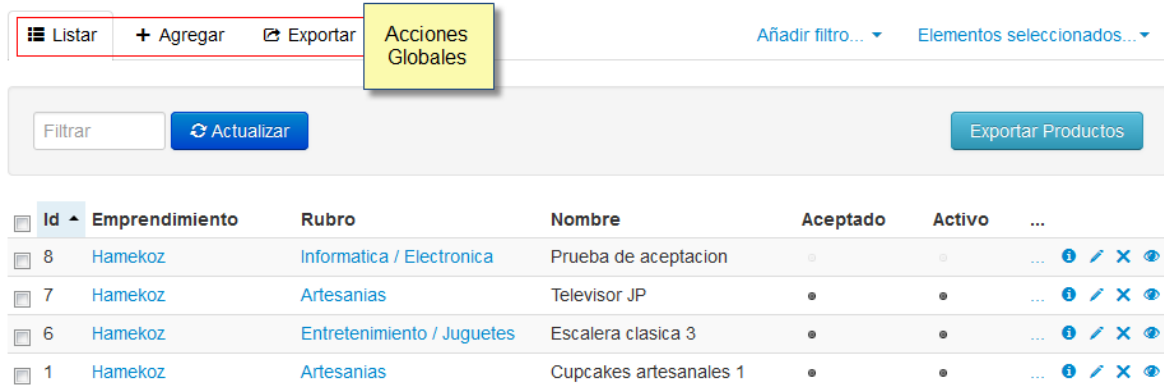 Listar + Agregar Exportar Acciones Globales Añadir filtro... Elementos seleccionados...
Filtrar Actualizar Exportar Productos
Id Emprendimiento Rubro Nombre Aceptado Activo ...
8 Hamekoz Informatica / Electronica Prueba de aceptacion ...
7 Hamekoz Artesanias Televisor JP ...
6 Hamekoz Entretenimiento / Juguetes Escalera clasica 3 ...
1 Hamekoz Artesanias Cupcakes artesanales 1 ...